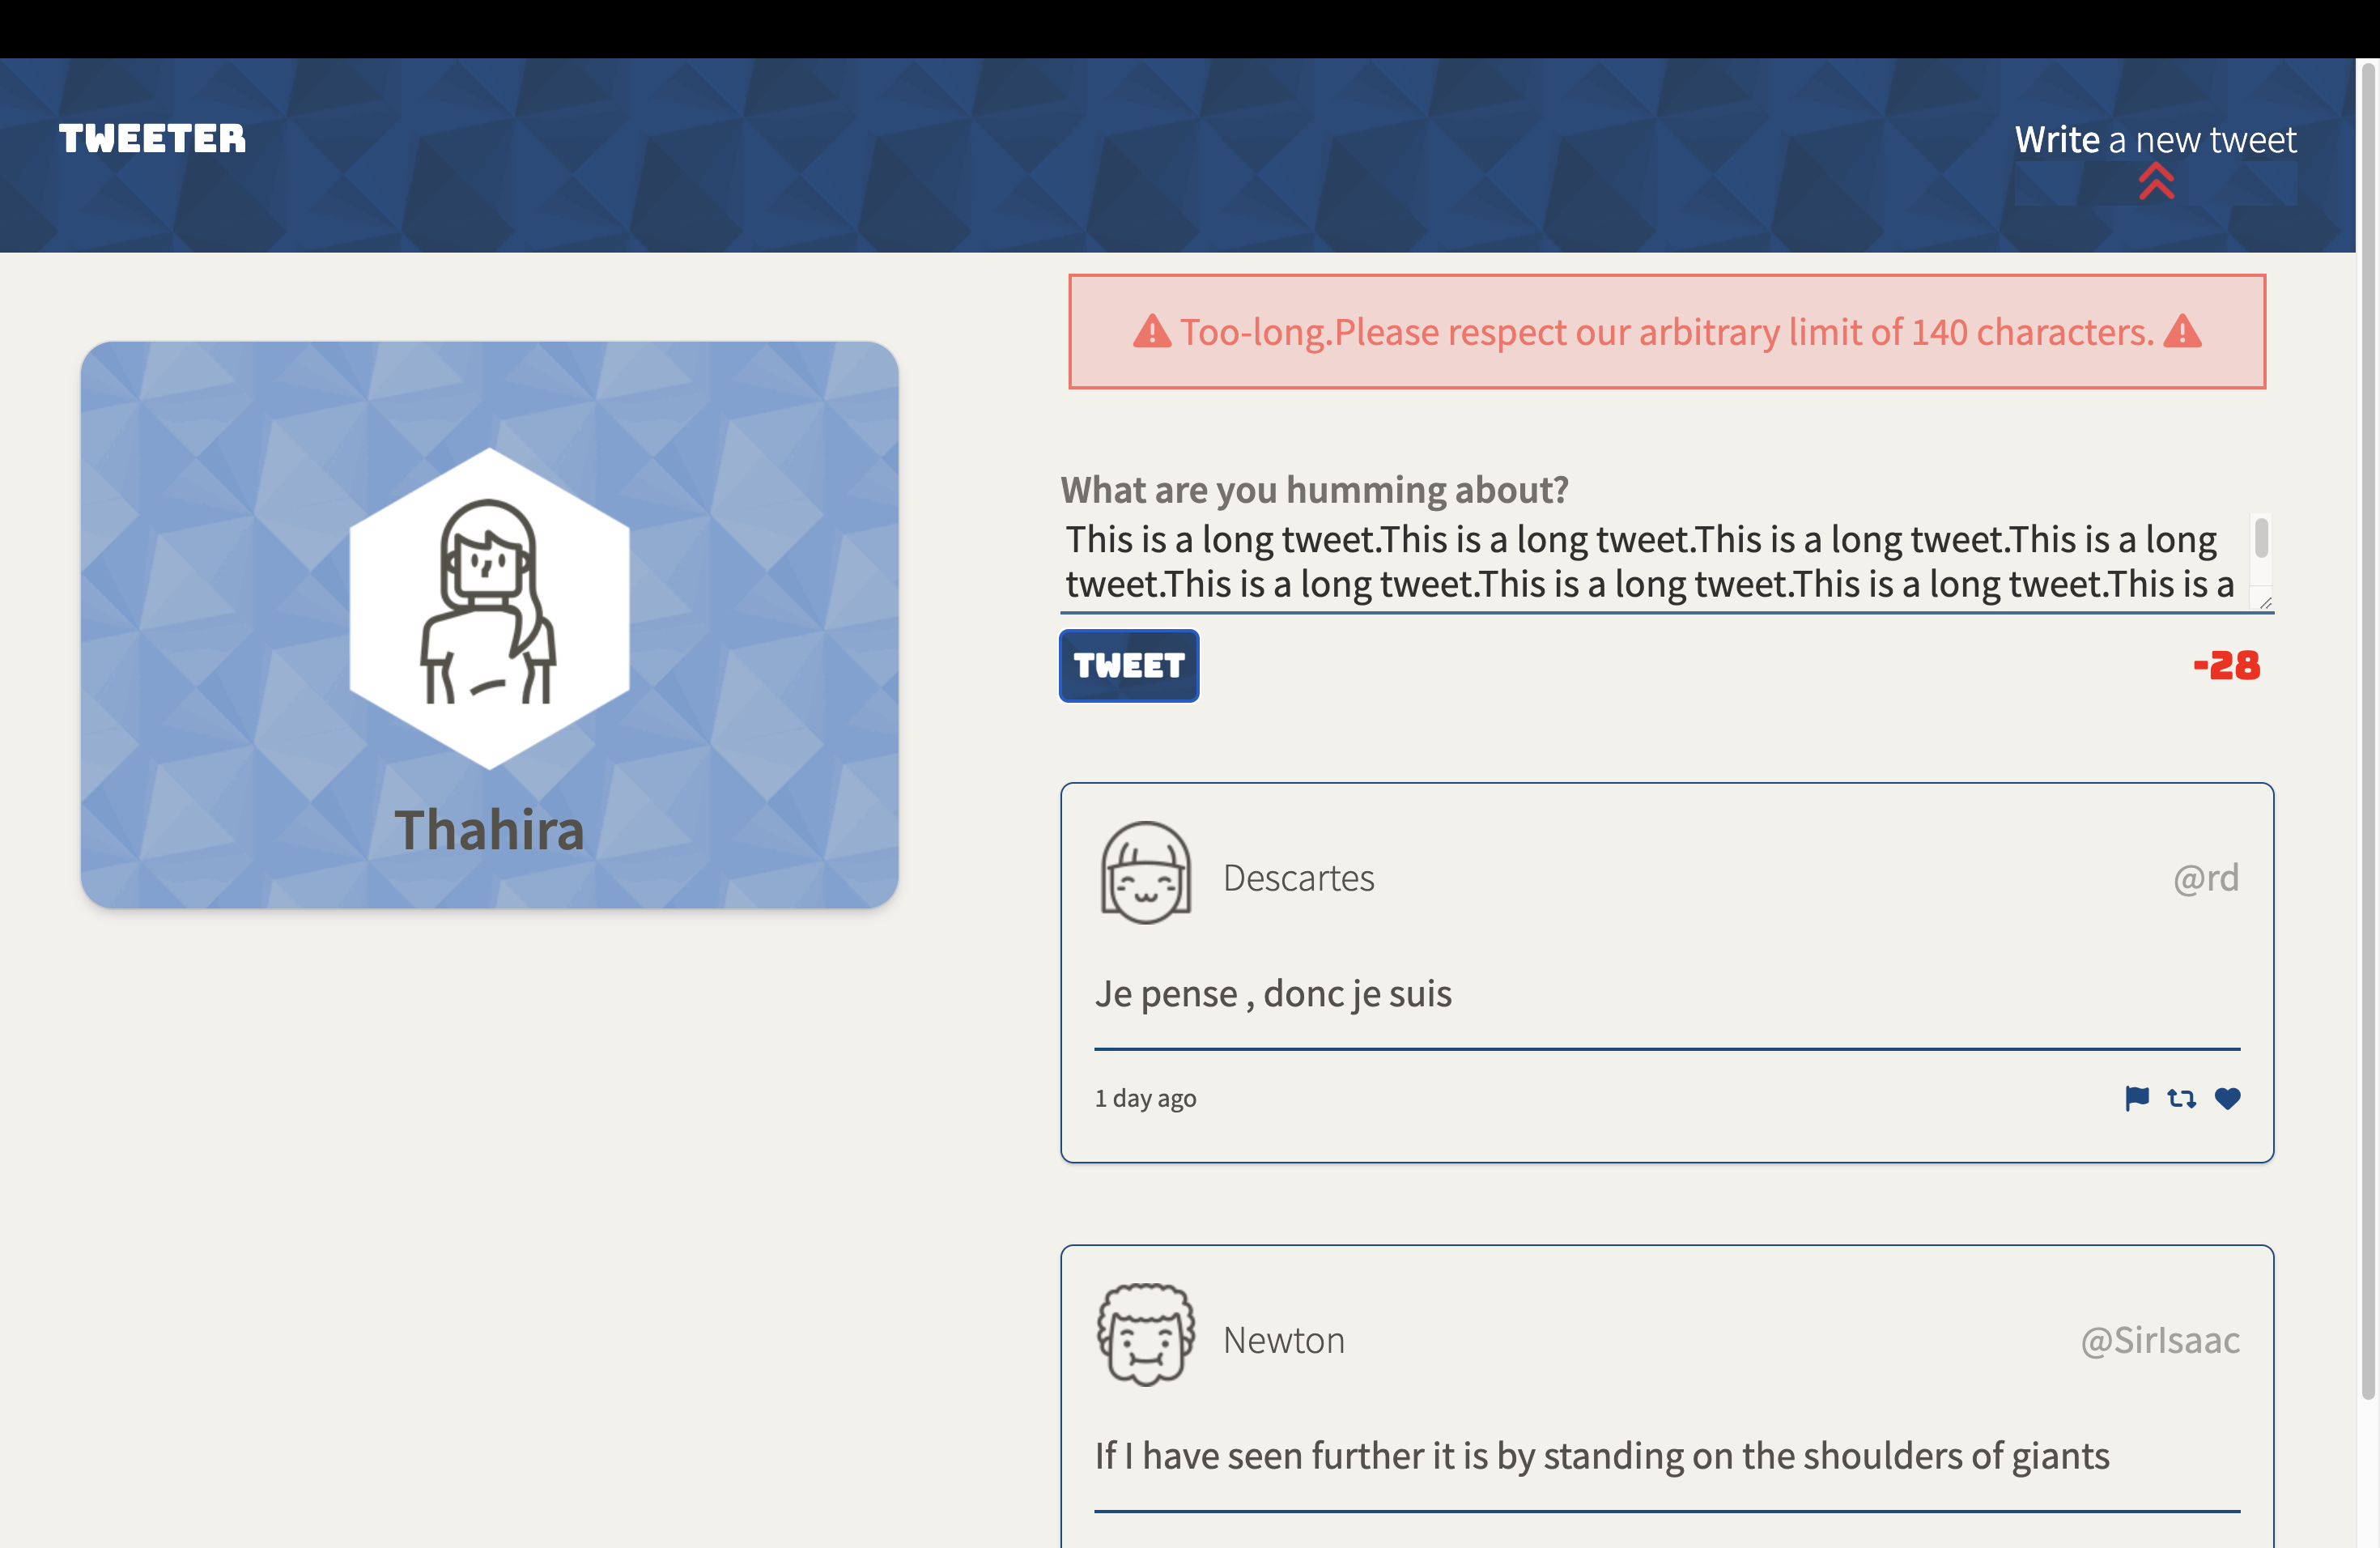 TWEETER
Write a new tweet
Too-long.Please respect our arbitrary limit of 140 characters.
Thahira
What are you humming about?
This is a long tweet.This is a long tweet.This is a long tweet.This is a long
tweet.This is a long tweet.This is a long tweet.This is a long tweet.This is a
TWEET
-28
Descartes
@rd
Je pense , donc je suis
1 day ago
Newton
@SirIsaac
If I have seen further it is by standing on the shoulders of giants